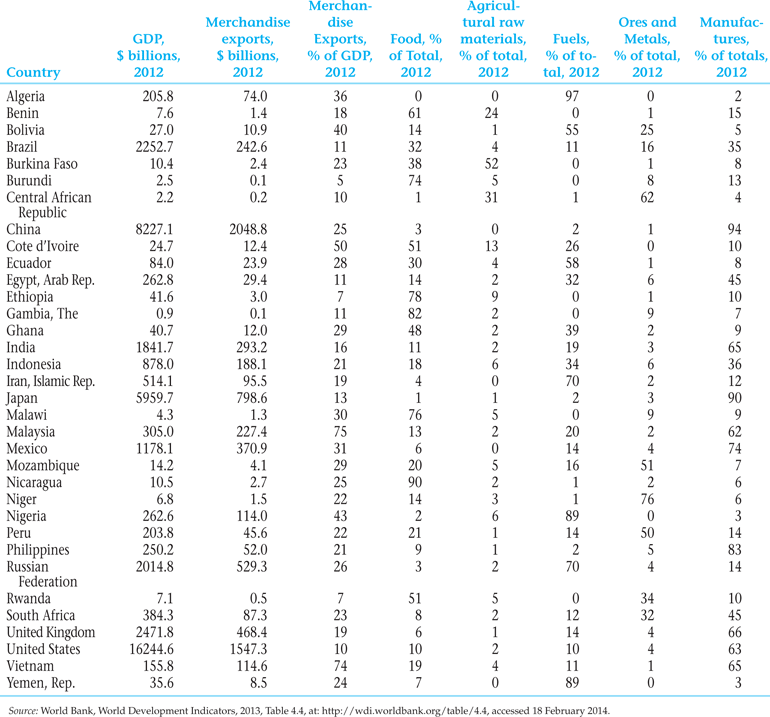 Merchan- Agricul-
GDP, Merchandise dise tural raw Ores and Manufac-
$ billions, exports, Exports, Food, % materials, Fuels, Metals, tures,
2012 $ billions, % of GDP, of Total, % of total, % of to- % of total, % of totals,
Country 2012 2012 2012 2012 tal, 2012 2012 2012
Algeria 205.8 74.0 36 0 0 97 0 2
Benin 7.6 1.4 18 61 24 0 1 15
Bolivia 27.0 10.9 40 14 1 55 25 5
Brazil 2252.7 242.6 11 32 4 11 16 35
Burkina Faso 10.4 2.4 23 38 52 0 1 8
Burundi 2.5 0.1 5 74 5 0 8 13
Central African 2.2 0.2 10 1 31 1 62 4
Republic
China 8227.1 2048.8 25 3 0 2 1 94
Cote d’Ivoire 24.7 12.4 50 51 13 26 0 10
Ecuador 84.0 23.9 28 30 4 58 1 8
Egypt, Arab Rep. 262.8 29.4 11 14 2 32 6 45
Ethiopia 41.6 3.0 7 78 9 0 1 10
Gambia, The 0.9 0.1 11 82 2 0 9 7
Ghana 40.7 12.0 29 48 2 39 2 9
India 1841.7 293.2 16 11 2 19 3 65
Indonesia 878.0 188.1 21 18 6 34 6 36
Iran, Islamic Rep. 514.1 95.5 19 4 0 70 2 12
Japan 5959.7 798.6 13 1 1 2 3 90
Malawi 4.3 1.3 30 76 5 0 9 9
Malaysia 305.0 227.4 75 13 2 20 2 62
Mexico 1178.1 370.9 31 6 0 14 4 74
Mozambique 14.2 4.1 29 20 5 16 51 7
Nicaragua 10.5 2.7 25 90 2 1 2 6
Niger 6.8 1.5 22 14 3 1 76 6
Nigeria 262.6 114.0 43 2 6 89 0 3
Peru 203.8 45.6 22 21 1 14 50 14
Philippines 250.2 52.0 21 9 1 2 5 83
Russian 2014.8 529.3 26 3 2 70 4 14
Federation
Rwanda 7.1 0.5 7 51 5 0 34 10
South Africa 384.3 87.3 23 8 2 12 32 45
United Kingdom 2471.8 468.4 19 6 1 14 4 66
United States 16244.6 1547.3 10 10 2 10 4 63
Vietnam 155.8 114.6 74 19 4 11 1 65
Yemen, Rep. 35.6 8.5 24 7 0 89 0 3
Source: World Bank, World Development Indicators, 2013, Table 4.4, at: http://wdi.worldbank.org/table/4.4, accessed 18 February 2014.